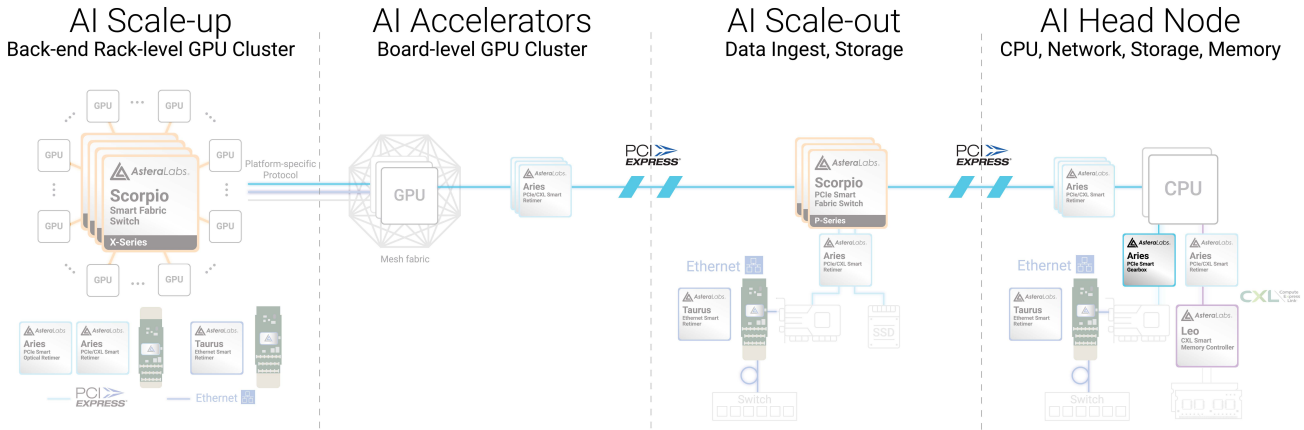 AI Scale-up
Back-end Rack-level GPU Cluster
GPU
GPU
GPU
GPU
AsteraLabs.
Scorpio
Smart Fabric
Switch
X-Series
GPU
GPU
GPU
GPU
Platform-specific
Protocol
AsteraLabs.
Aries
PCIe Smart
Optical Retimer
AsteraLabs.
Aries
PCIe/CXL Smart
Retimer
AsteraLabs.
Taurus
Ethernet Smart
Retimer
PCI
EXPRESS
Ethernet
AI Accelerators
Board-level GPU Cluster
GPU
Mesh fabric
AsteraLabs.
Aries
PCIe/CXL Smart
Retimer
PCI
EXPRESS
AI Scale-out
Data Ingest, Storage
AsteraLabs.
Scorpio
PCIe Smart
Fabric Switch
P-Series
AsteraLabs.
Aries
PCIe/CXL Smart
Retimer
Ethernet
AsteraLabs.
Taurus
Ethernet Smart
Retimer
SSD
Switch
PCI
EXPRESS
AI Head Node
CPU, Network, Storage, Memory
AsteraLabs.
Aries
PCIe/CXL Smart
Retimer
CPU
AsteraLabs.
Aries
PCIe Smart
Gearbox
AsteraLabs.
Aries
PCIe/CXL Smart
Retimer
Ethernet
AsteraLabs.
Taurus
Ethernet Smart
Retimer
CXL
Compute
Express
Link
AsteraLabs.
Leo
CXL Smart
Memory Controller
Switch